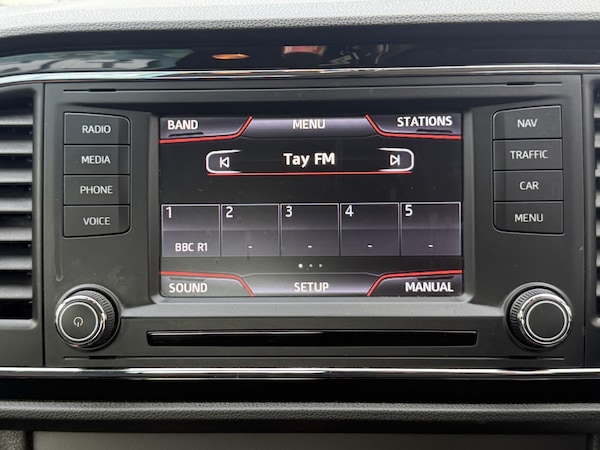 RADIO
MEDIA
PHONE
VOICE
BAND MENU STATIONS
Tay FM
1 2 3 4 5
BBC R1 - - - -
SOUND SETUP MANUAL
NAV
TRAFFIC
CAR
MENU